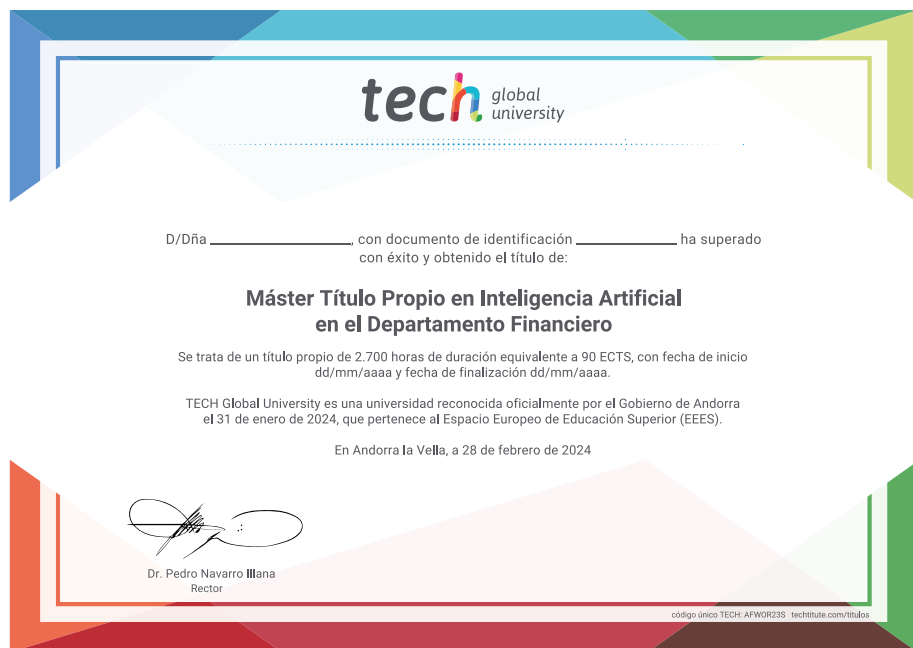 tech global university
D/Dña ________________, con documento de identificación ____________ ha superado
con éxito y obtenido el título de:
Máster Título Propio en Inteligencia Artificial
en el Departamento Financiero
Se trata de un título propio de 2.700 horas de duración equivalente a 90 ECTS, con fecha de inicio
dd/mm/aaaa y fecha de finalización dd/mm/aaaa.
TECH Global University es una universidad reconocida oficialmente por el Gobierno de Andorra
el 31 de enero de 2024, que pertenece al Espacio Europeo de Educación Superior (EEES).
En Andorra la Vella, a 28 de febrero de 2024
Dr. Pedro Navarro Illana
Rector
código único TECH: AFWOR23S techtitute.com/titulos